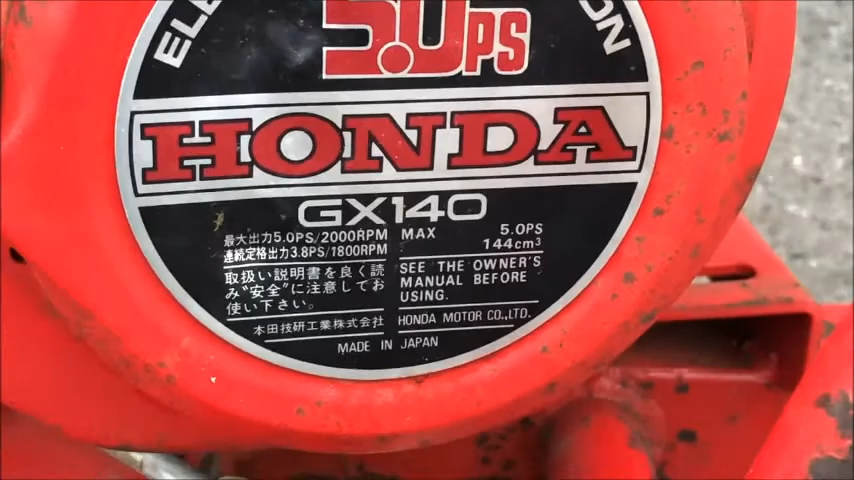 5.0PS
HONDA
GX140
最大出力5.0PS/2000RPM
連続定格出力3.8PS/1800RPM
取扱い説明書を良く読
み"安全"に注意してお
使い下さい。
本田技研工業株式会社
MAX 5.0PS
144cm³
SEE THE OWNER'S
MANUAL BEFORE
USING.
HONDA MOTOR CO.,LTD.
MADE IN JAPAN